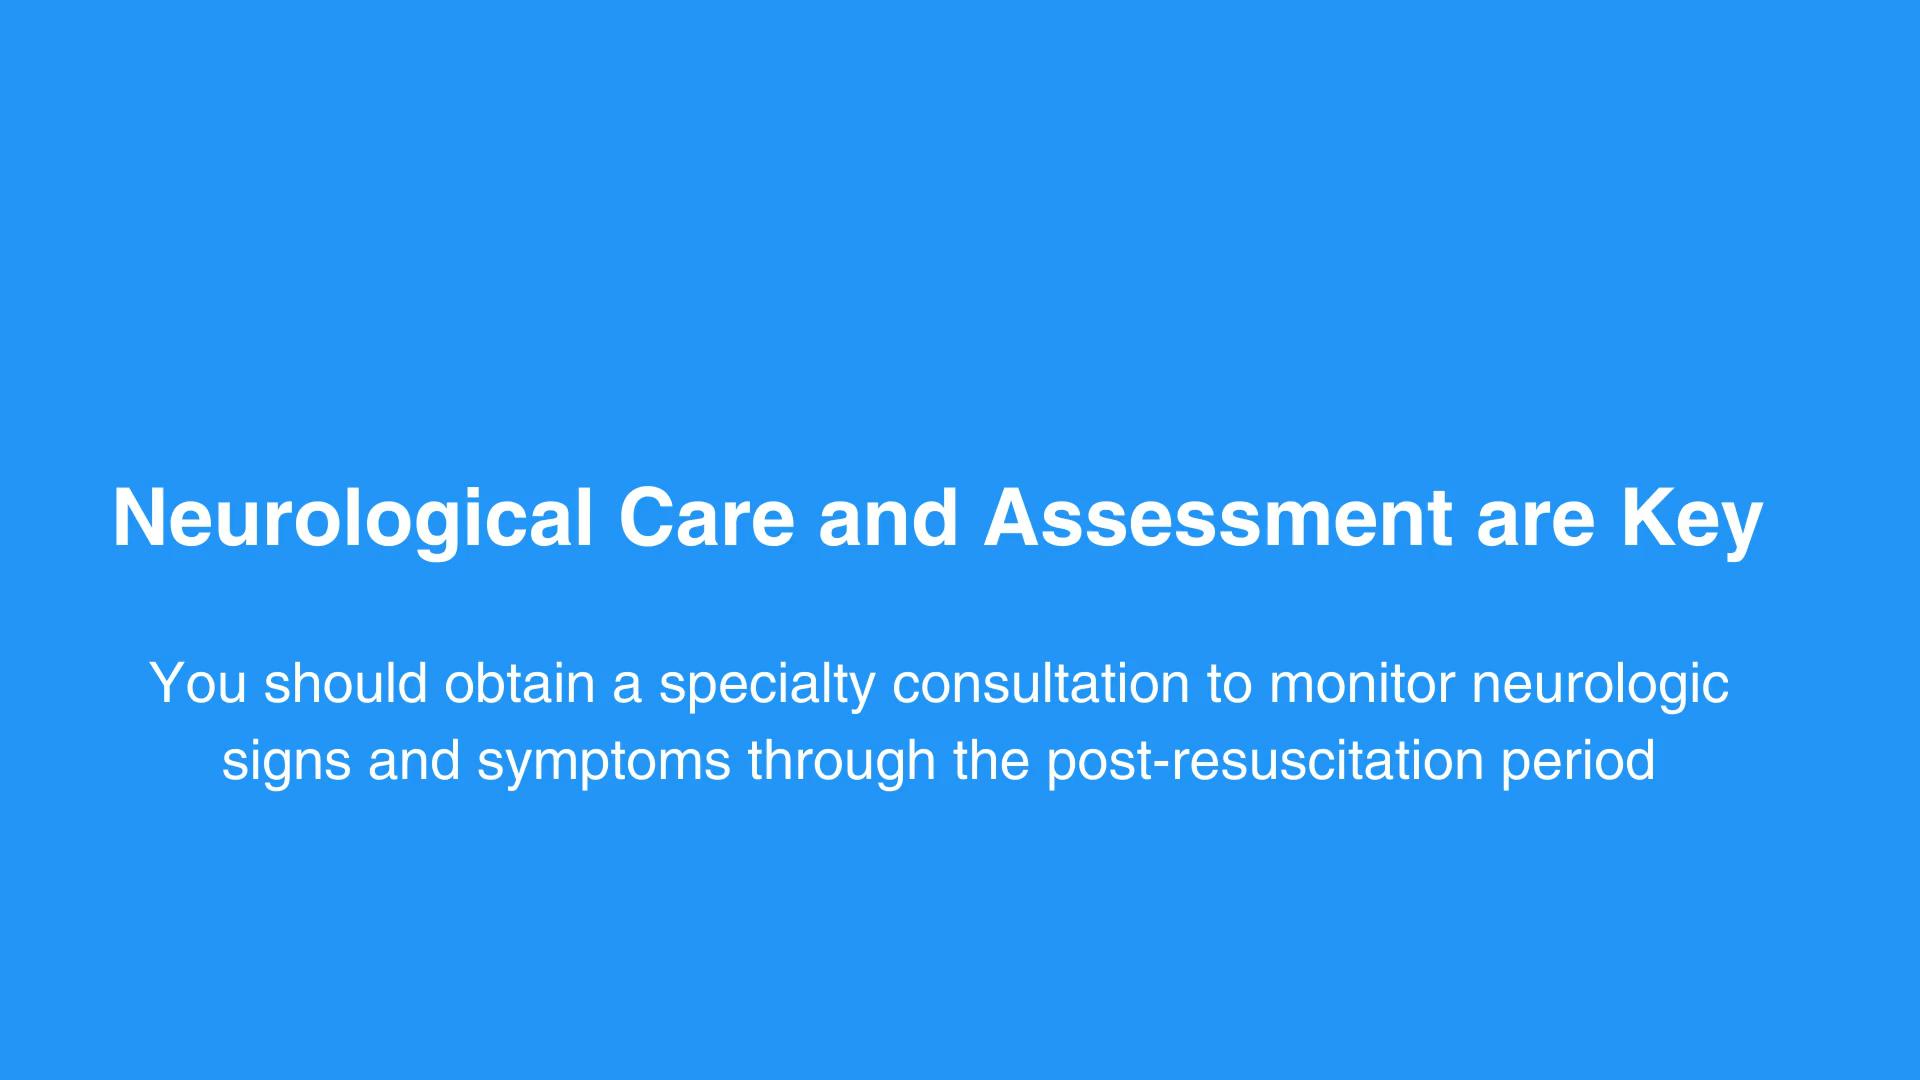 Neurological Care and Assessment are Key
You should obtain a specialty consultation to monitor neurologic
signs and symptoms through the post-resuscitation period